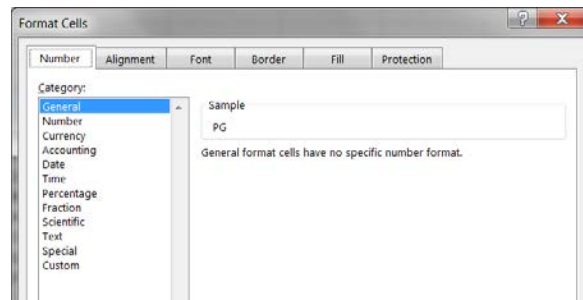 Format Cells
Number Alignment Font Border Fill Protection
Category:
General
Number
Currency
Accounting
Date
Time
Percentage
Fraction
Scientific
Text
Special
Custom
Sample
PG
General format cells have no specific number format.